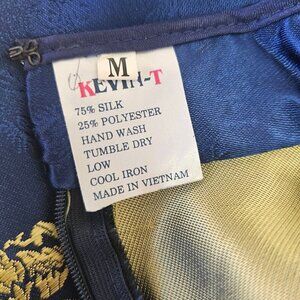 M
KEVIN-T
75% SILK
25% POLYESTER
HAND WASH
TUMBLE DRY
LOW
COOL IRON
MADE IN VIETNAM